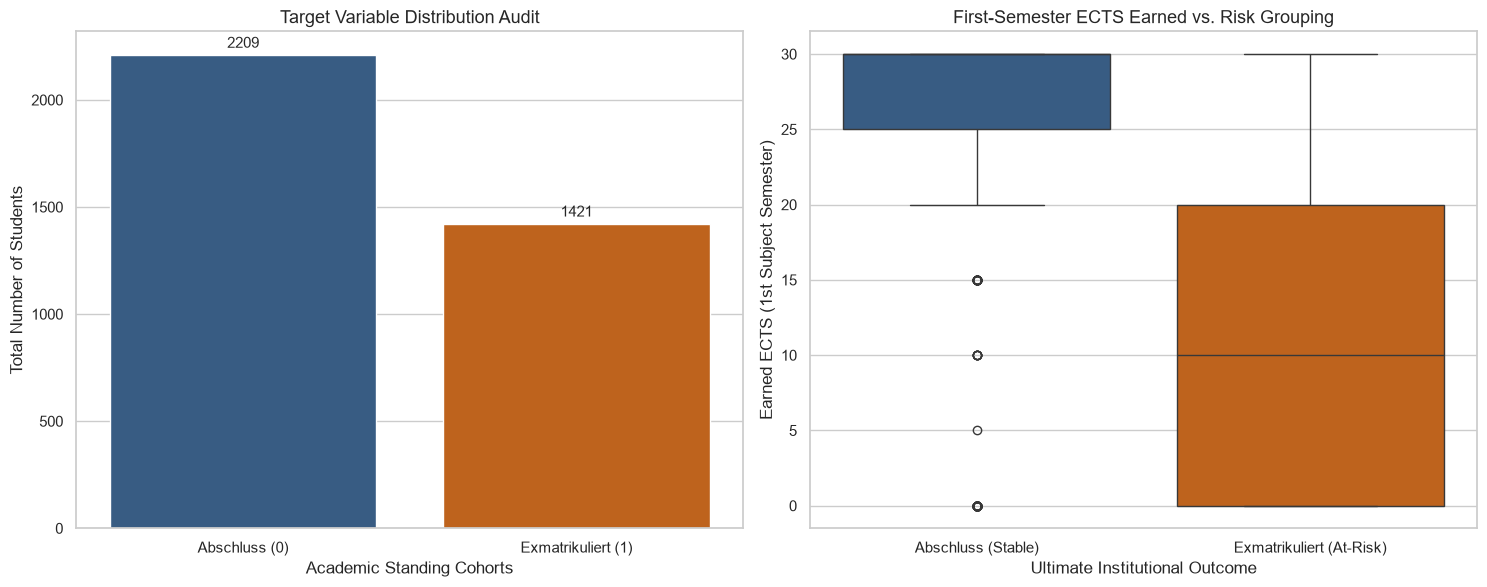 Target Variable Distribution Audit
2209
1421
2000
1500
1000
500
0
Total Number of Students
Abschluss (0)
Exmatrikuliert (1)
Academic Standing Cohorts
First-Semester ECTS Earned vs. Risk Grouping
30
25
20
15
10
5
0
Earned ECTS (1st Subject Semester)
Abschluss (Stable)
Exmatrikuliert (At-Risk)
Ultimate Institutional Outcome